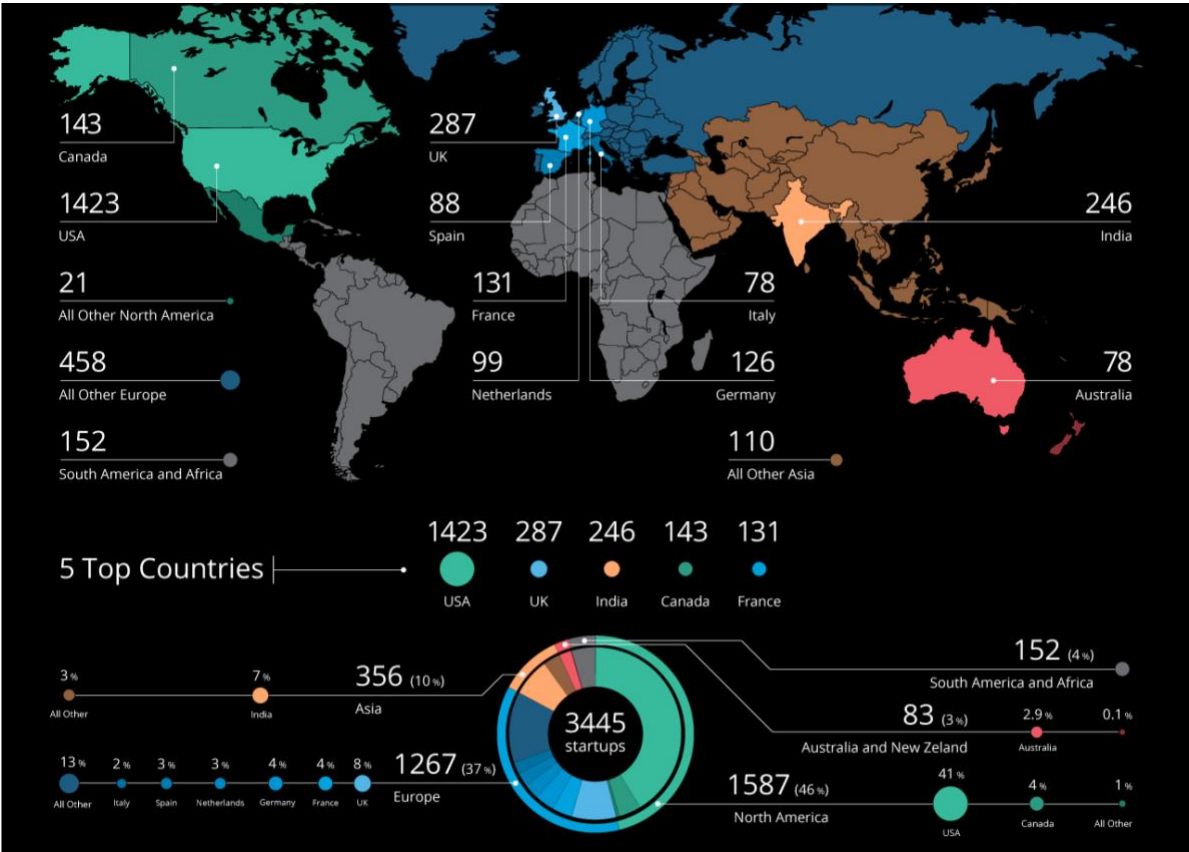 143
Canada
1423
USA
21
All Other North America
458
All Other Europe
152
South America and Africa
287
UK
88
Spain
131
France
99
Netherlands
78
Italy
126
Germany
110
All Other Asia
246
India
78
Australia
5 Top Countries
1423 287 246 143 131
USA UK India Canada France
3 % 7 % 356 (10 %)
All Other India Asia
13 % 2 % 3 % 3 % 4 % 4 % 8 % 1267 (37 %)
All Other Italy Spain Netherlands Germany France UK Europe
3445
startups
152 (4 %)
South America and Africa
83 (3 %) 2.9 % 0.1 %
Australia and New Zeland Australia
1587 (46 %) 41 % 4 % 1 %
North America USA Canada All Other